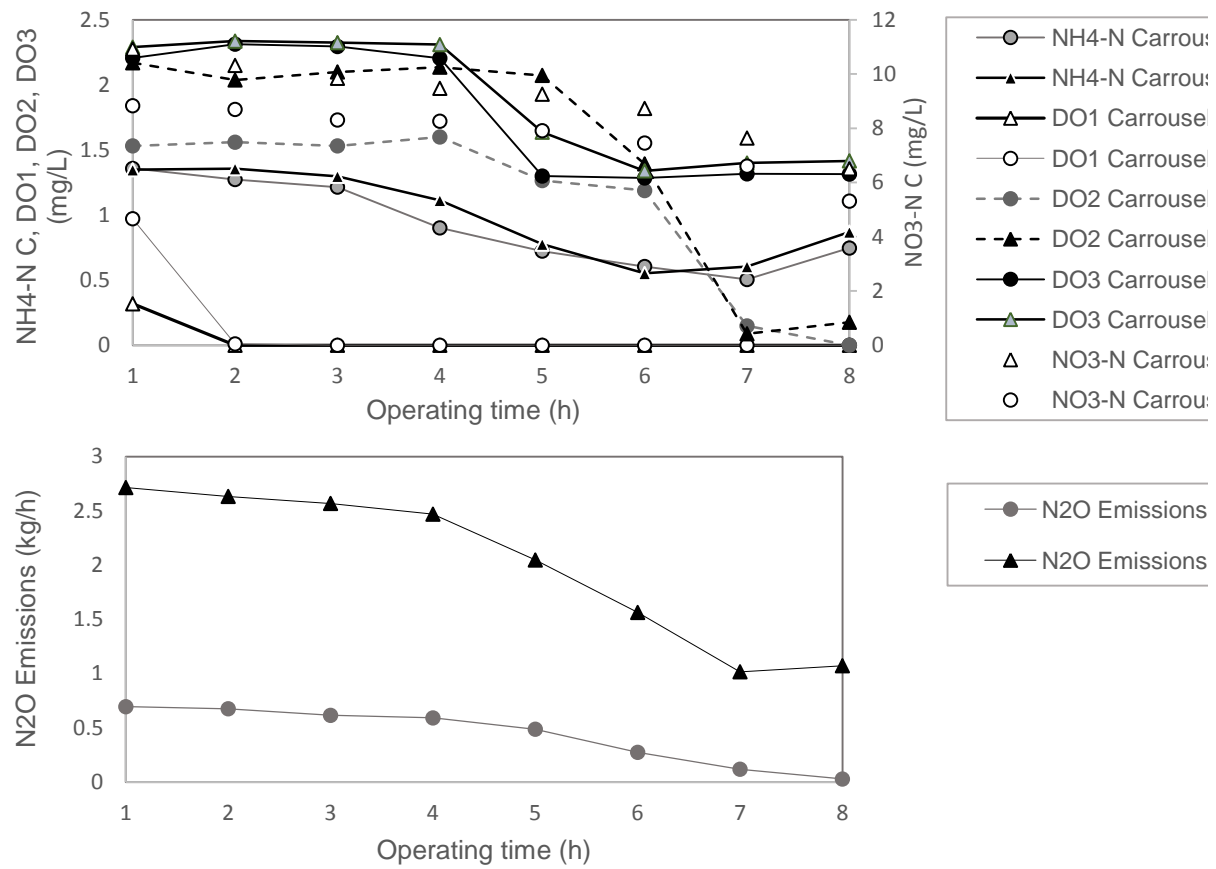 NH4-N C, DO1, DO2, DO3
(mg/L)
2.5
2
1.5
1
0.5
0
12
10
8
6
4
2
0
NO3-N C (mg/L)
1 2 3 4 5 6 7 8
Operating time (h)
NH4-N Carrous
NH4-N Carrous
DO1 Carrousel
DO1 Carrousel
DO2 Carrousel
DO2 Carrousel
DO3 Carrousel
DO3 Carrousel
NO3-N Carrous
NO3-N Carrous
N2O Emissions (kg/h)
3
2.5
2
1.5
1
0.5
0
1 2 3 4 5 6 7 8
Operating time (h)
N2O Emissions
N2O Emissions